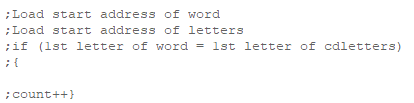 ;Load start address of word
;Load start address of letters
;if (1st letter of word = 1st letter of cdletters)
;{
;count++}